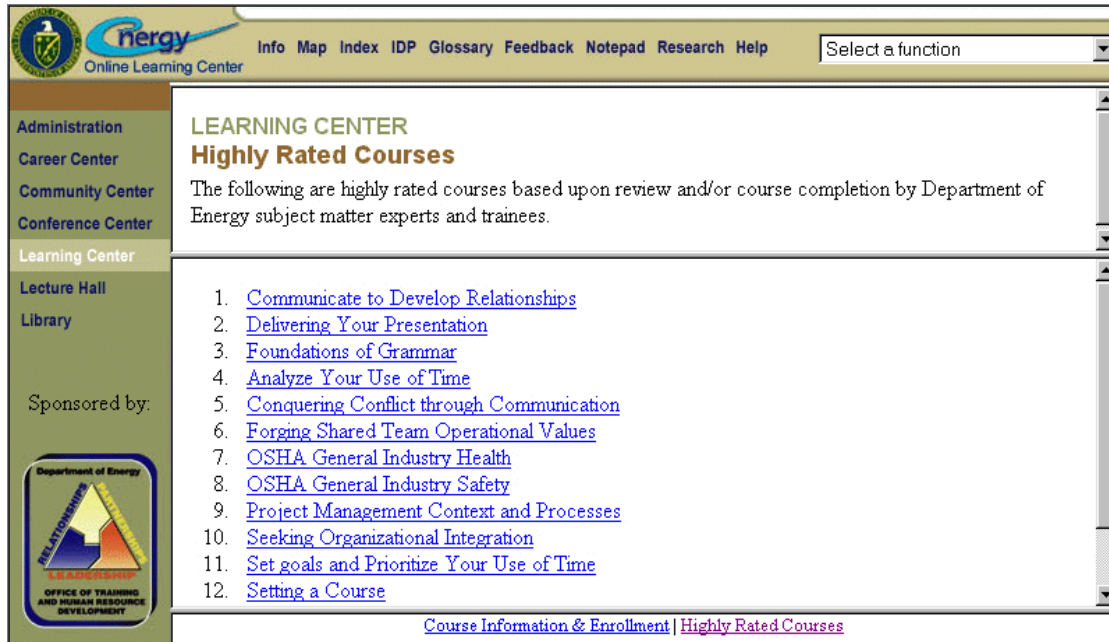 energy
Online Learning Center
Info Map Index IDP Glossary Feedback Notepad Research Help
Select a function
Administration
Career Center
Community Center
Conference Center
Learning Center
Lecture Hall
Library
Sponsored by:
Department of Energy
RELATIONSHIPS
PARTNERSHIPS
LEADERSHIP
OFFICE OF TRAINING
AND HUMAN RESOURCE
DEVELOPMENT
LEARNING CENTER
Highly Rated Courses
The following are highly rated courses based upon review and/or course completion by Department of
Energy subject matter experts and trainees.
1. Communicate to Develop Relationships
2. Delivering Your Presentation
3. Foundations of Grammar
4. Analyze Your Use of Time
5. Conquering Conflict through Communication
6. Forging Shared Team Operational Values
7. OSHA General Industry Health
8. OSHA General Industry Safety
9. Project Management Context and Processes
10. Seeking Organizational Integration
11. Set goals and Prioritize Your Use of Time
12. Setting a Course
Course Information & Enrollment | Highly Rated Courses